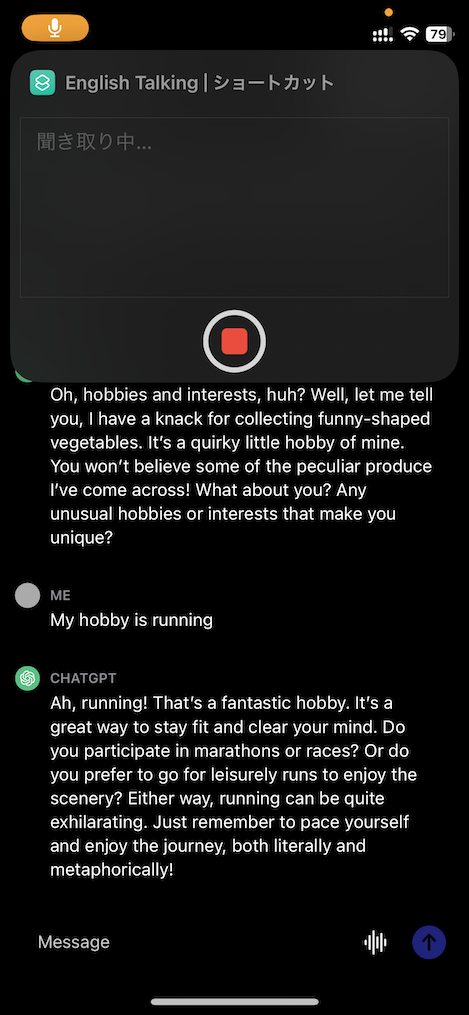 79
English Talking | ショートカット
聞き取り中...
Oh, hobbies and interests, huh? Well, let me tell
you, I have a knack for collecting funny-shaped
vegetables. It’s a quirky little hobby of mine.
You won’t believe some of the peculiar produce
I’ve come across! What about you? Any
unusual hobbies or interests that make you
unique?
ME
My hobby is running
CHATGPT
Ah, running! That’s a fantastic hobby. It’s a
great way to stay fit and clear your mind. Do
you participate in marathons or races? Or do
you prefer to go for leisurely runs to enjoy the
scenery? Either way, running can be quite
exhilarating. Just remember to pace yourself
and enjoy the journey, both literally and
metaphorically!
Message